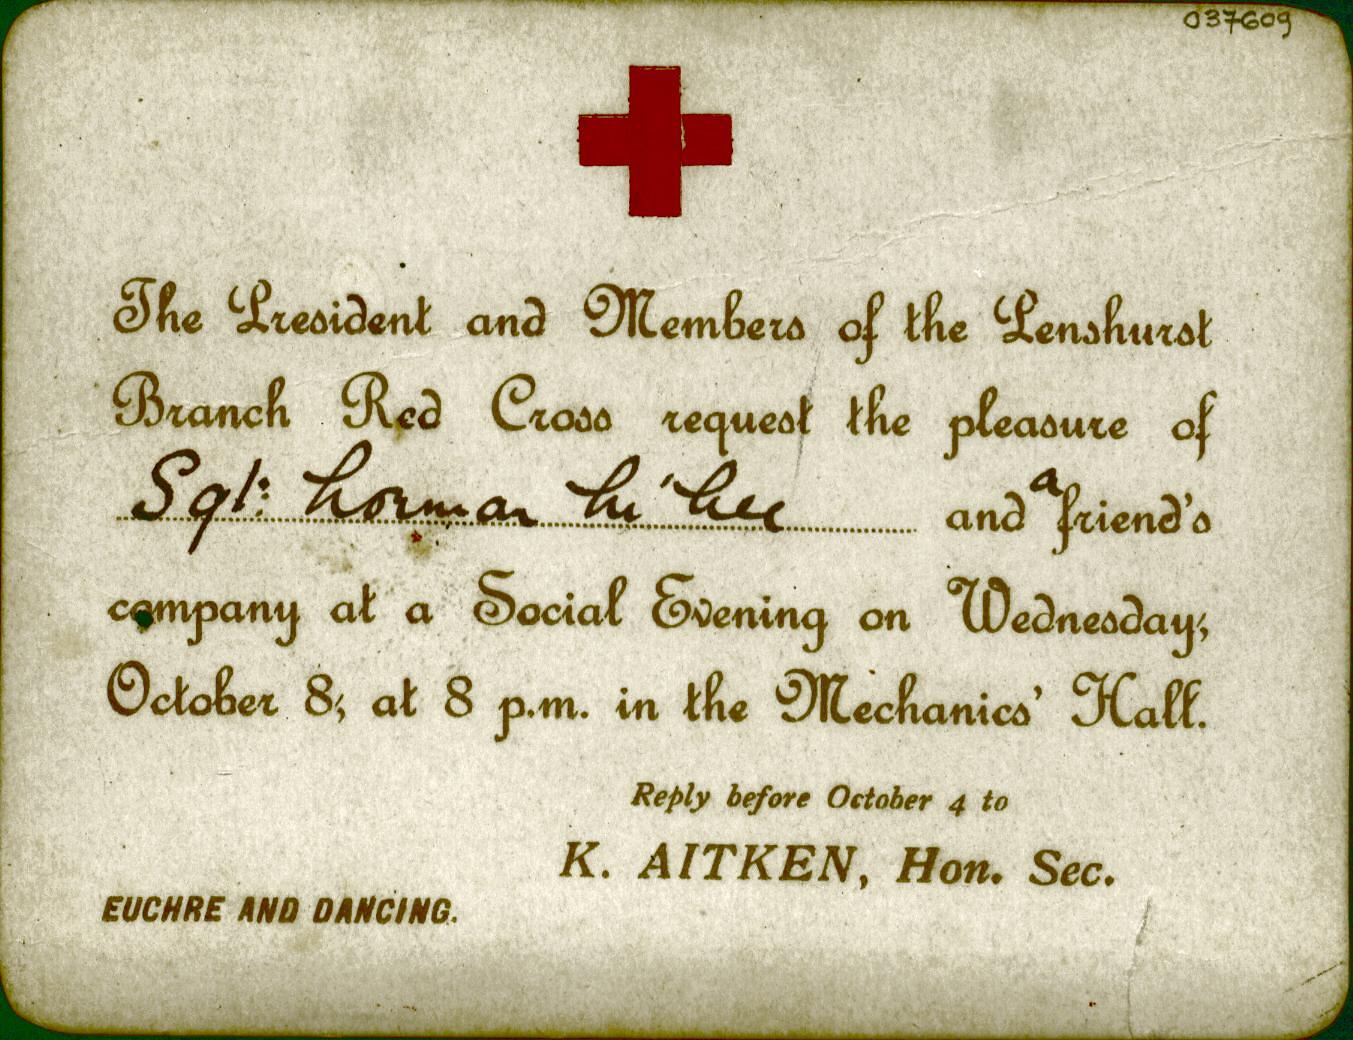 037609
The President and Members of the Penshurst
Branch Red Cross request the pleasure of
Sgt: Norman M'Nee and a friend's
company at a Social Evening on Wednesday,
October 8, at 8 p.m. in the Mechanics' Hall.
Reply before October 4 to
K. AITKEN, Hon. Sec.
EUCHRE AND DANCING.